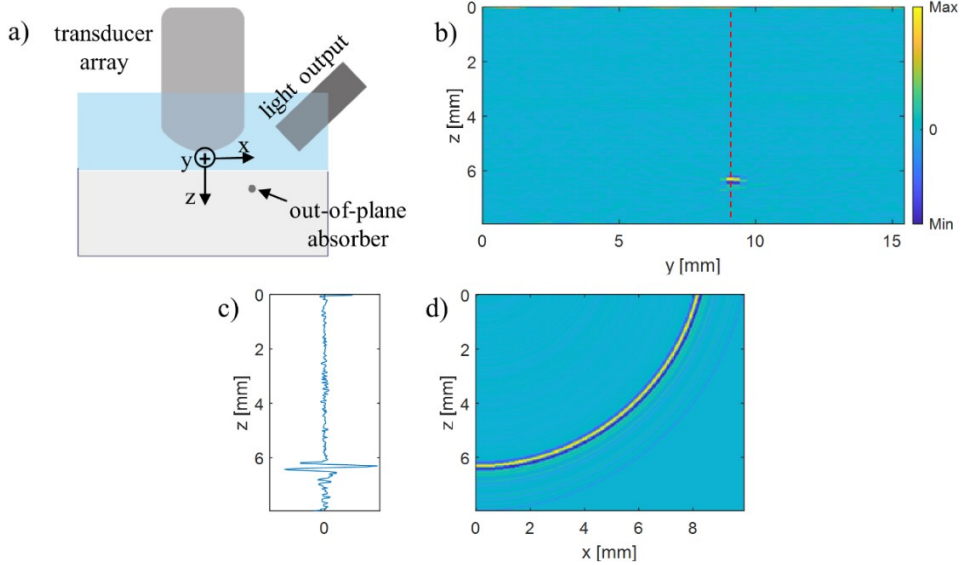 a)
transducer
array
light output
x
y
z
out-of-plane
absorber
b)
0
2
4
6
z [mm]
0
5
10
15
y [mm]
Max
0
Min
c)
0
2
4
6
z [mm]
0
d)
0
2
4
6
z [mm]
0
2
4
6
8
x [mm]